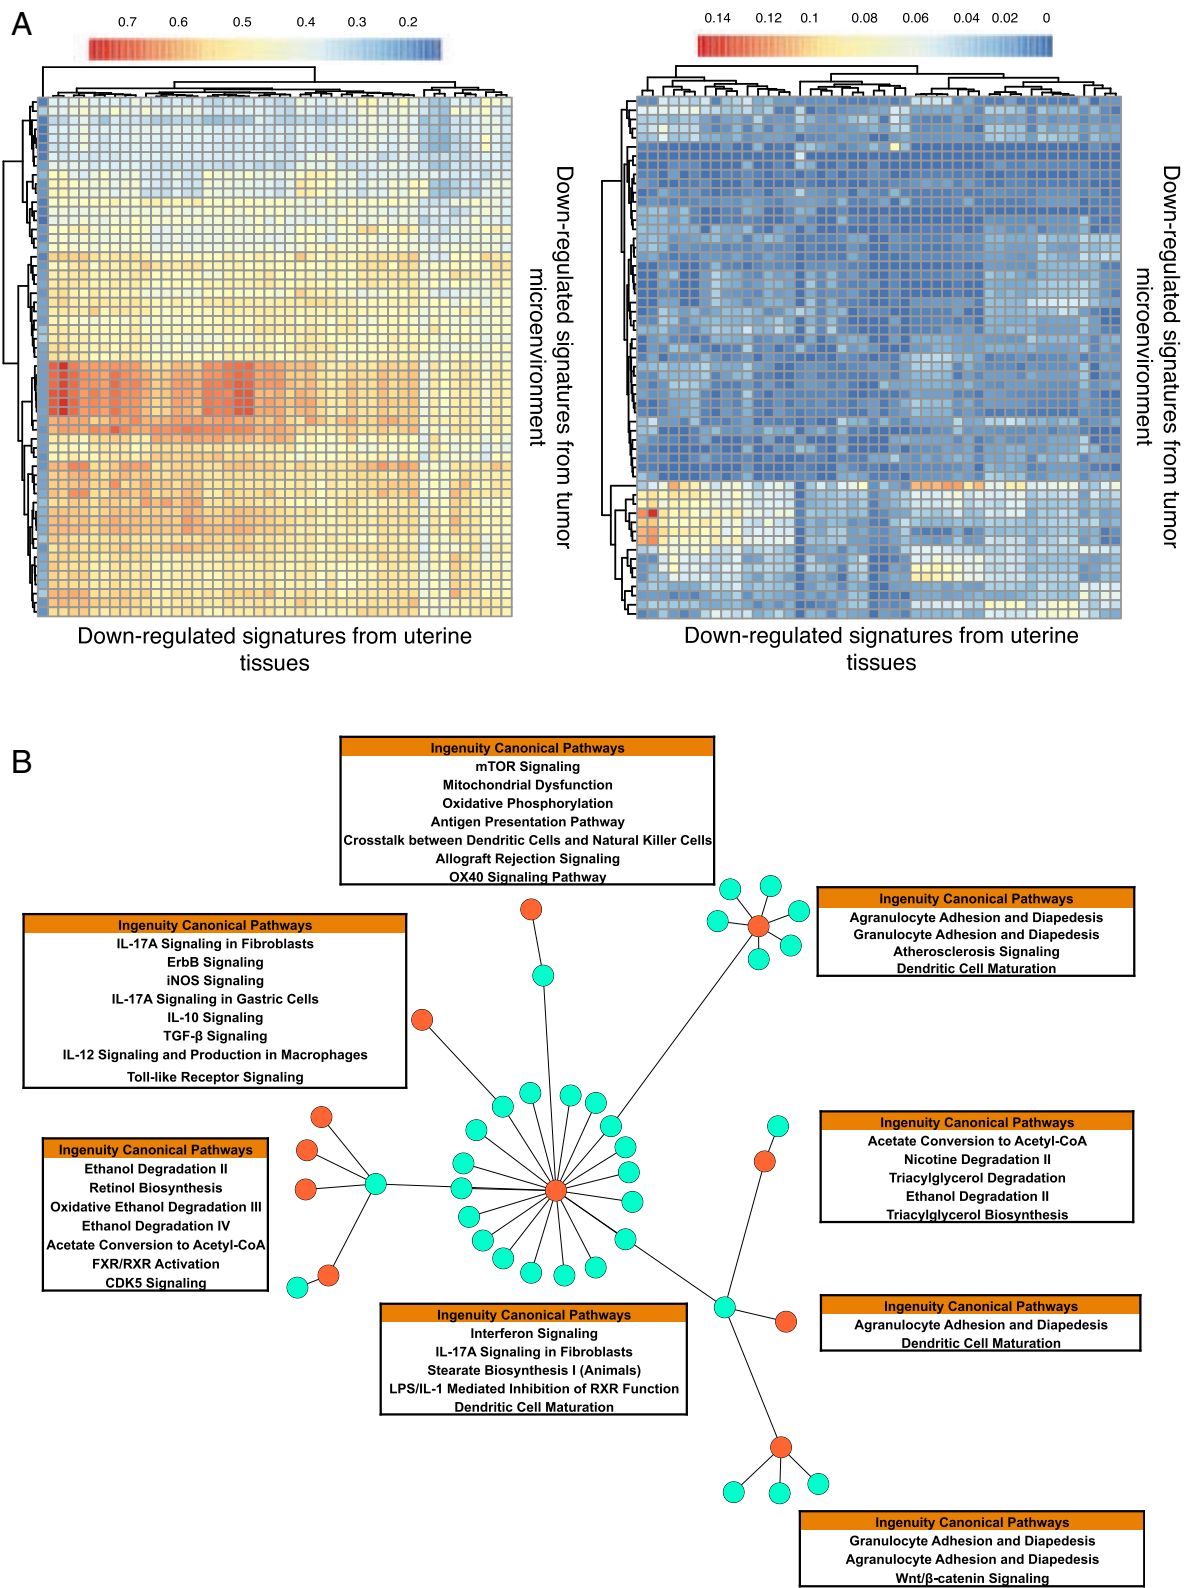 A
0.7 0.6 0.5 0.4 0.3 0.2
Down-regulated signatures from tumor
microenvironment
Down-regulated signatures from uterine
tissues
0.14 0.12 0.1 0.08 0.06 0.04 0.02 0
Down-regulated signatures from tumor
microenvironment
Down-regulated signatures from uterine
tissues
B
Ingenuity Canonical Pathways
mTOR Signaling
Mitochondrial Dysfunction
Oxidative Phosphorylation
Antigen Presentation Pathway
Crosstalk between Dendritic Cells and Natural Killer Cells
Allograft Rejection Signaling
OX40 Signaling Pathway
Ingenuity Canonical Pathways
Agranulocyte Adhesion and Diapedesis
Granulocyte Adhesion and Diapedesis
Atherosclerosis Signaling
Dendritic Cell Maturation
Ingenuity Canonical Pathways
IL-17A Signaling in Fibroblasts
ErbB Signaling
iNOS Signaling
IL-17A Signaling in Gastric Cells
IL-10 Signaling
TGF-β Signaling
IL-12 Signaling and Production in Macrophages
Toll-like Receptor Signaling
Ingenuity Canonical Pathways
Ethanol Degradation II
Retinol Biosynthesis
Oxidative Ethanol Degradation III
Ethanol Degradation IV
Acetate Conversion to Acetyl-CoA
FXR/RXR Activation
CDK5 Signaling
Ingenuity Canonical Pathways
Acetate Conversion to Acetyl-CoA
Nicotine Degradation II
Triacylglycerol Degradation
Ethanol Degradation II
Triacylglycerol Biosynthesis
Ingenuity Canonical Pathways
Interferon Signaling
IL-17A Signaling in Fibroblasts
Stearate Biosynthesis I (Animals)
LPS/IL-1 Mediated Inhibition of RXR Function
Dendritic Cell Maturation
Ingenuity Canonical Pathways
Agranulocyte Adhesion and Diapedesis
Dendritic Cell Maturation
Ingenuity Canonical Pathways
Granulocyte Adhesion and Diapedesis
Agranulocyte Adhesion and Diapedesis
Wnt/β-catenin Signaling